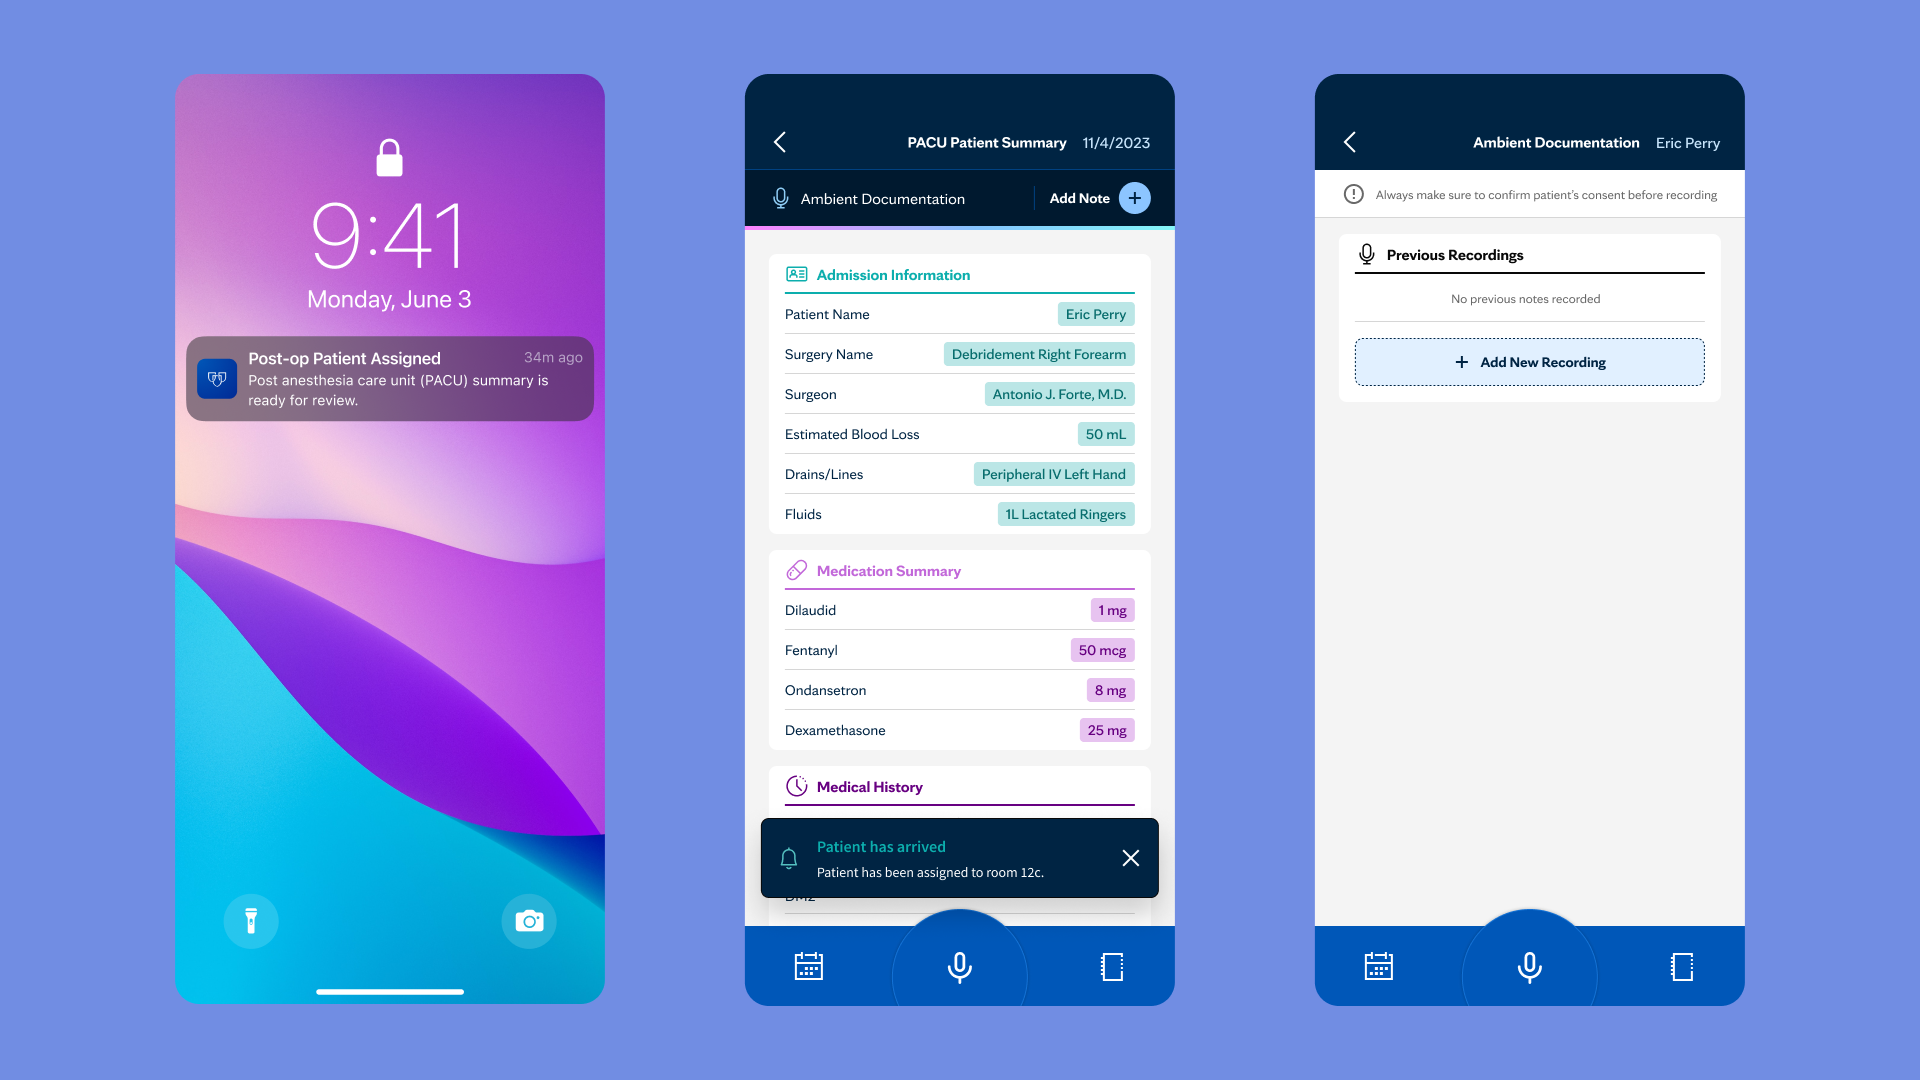 9:41
Monday, June 3
Post-op Patient Assigned 34m ago
Post anesthesia care unit (PACU) summary is
ready for review.
PACU Patient Summary 11/4/2023
Ambient Documentation Add Note
Admission Information
Patient Name Eric Perry
Surgery Name Debridement Right Forearm
Surgeon Antonio J. Forte, M.D.
Estimated Blood Loss 50 mL
Drains/Lines Peripheral IV Left Hand
Fluids 1L Lactated Ringers
Medication Summary
Dilaudid 1 mg
Fentanyl 50 mcg
Ondansetron 8 mg
Dexamethasone 25 mg
Medical History
Patient has arrived
Patient has been assigned to room 12c.
Ambient Documentation Eric Perry
Always make sure to confirm patient's consent before recording
Previous Recordings
No previous notes recorded
+ Add New Recording